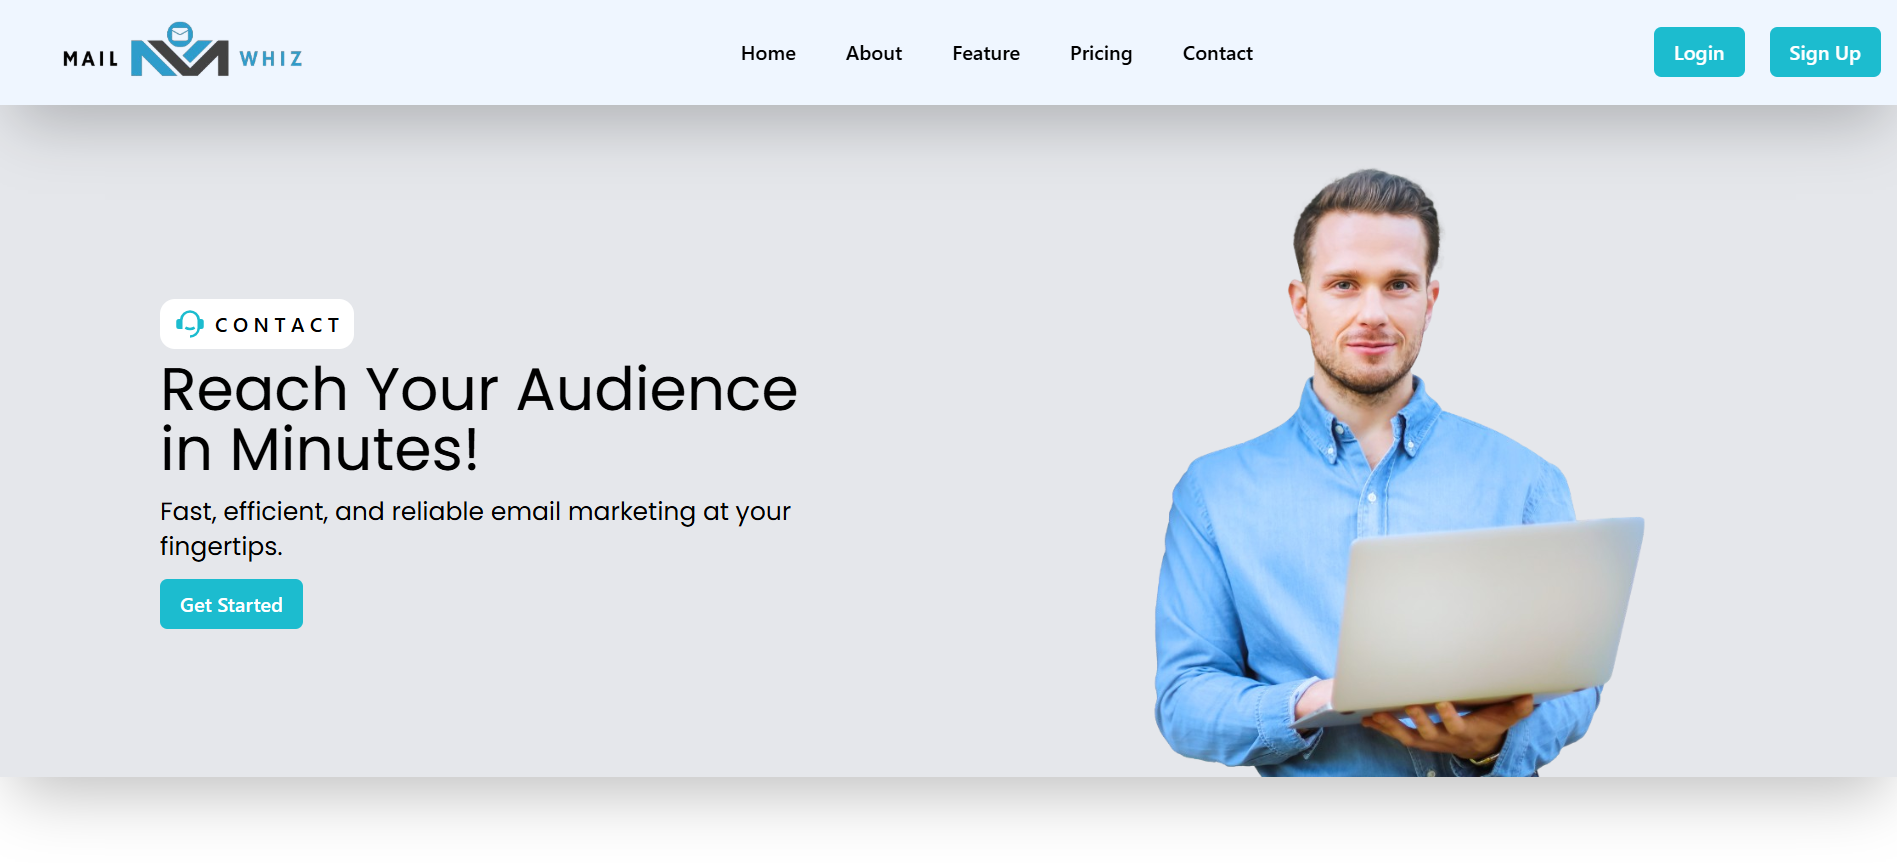 MAIL WHIZ
Home About Feature Pricing Contact
Login Sign Up
CONTACT
Reach Your Audience
in Minutes!
Fast, efficient, and reliable email marketing at your
fingertips.
Get Started